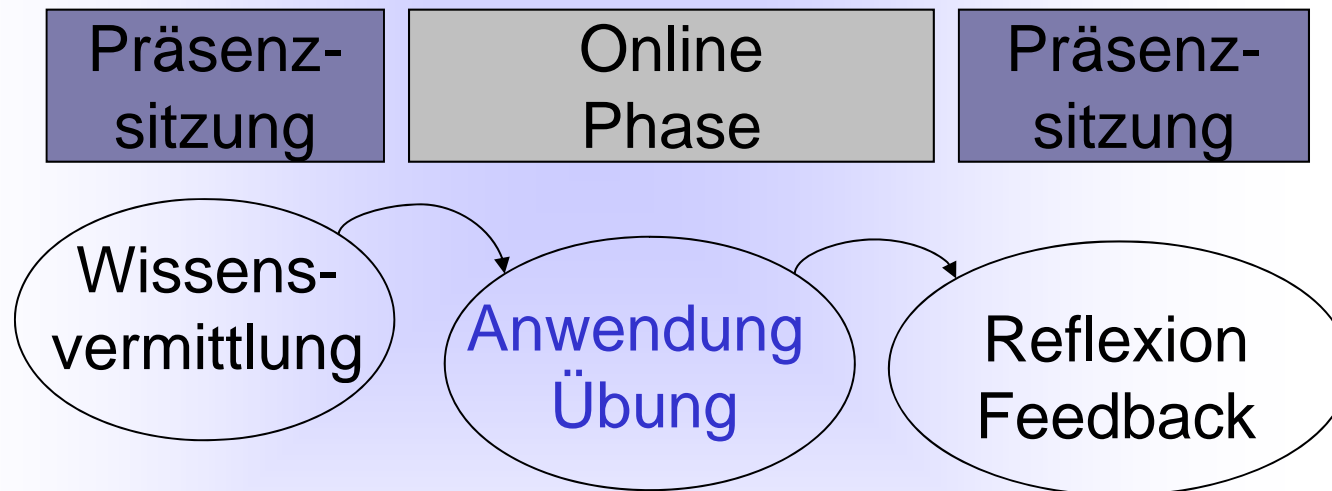 Präsenz-
sitzung
Online
Phase
Präsenz-
sitzung
Wissens-
vermittlung
Anwendung
Übung
Reflexion
Feedback